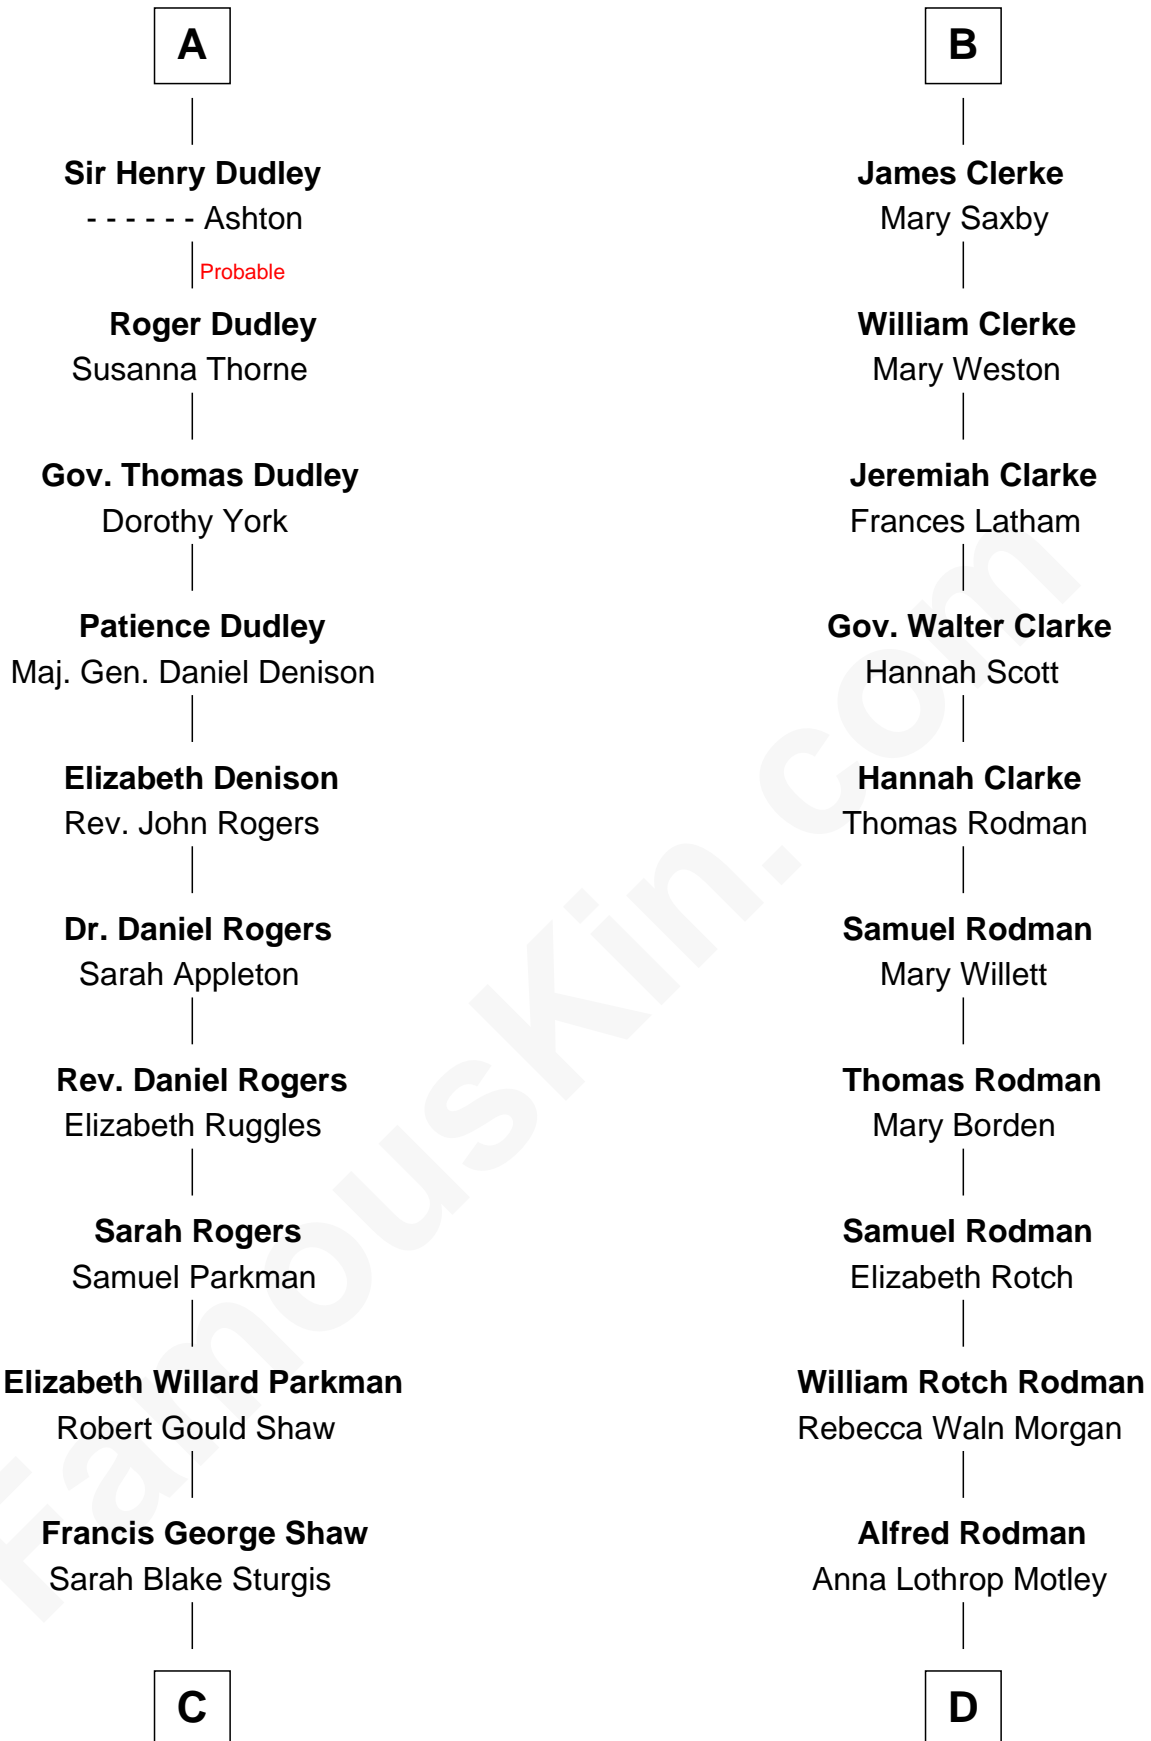 A
Sir Henry Dudley
- - - - - - Ashton
Probable
Roger Dudley
Susanna Thorne
Gov. Thomas Dudley
Dorothy York
Patience Dudley
Maj. Gen. Daniel Denison
Elizabeth Denison
Rev. John Rogers
Dr. Daniel Rogers
Sarah Appleton
Rev. Daniel Rogers
Elizabeth Ruggles
Sarah Rogers
Samuel Parkman
Elizabeth Willard Parkman
Robert Gould Shaw
Francis George Shaw
Sarah Blake Sturgis
C
B
James Clerke
Mary Saxby
William Clerke
Mary Weston
Jeremiah Clarke
Frances Latham
Gov. Walter Clarke
Hannah Scott
Hannah Clarke
Thomas Rodman
Samuel Rodman
Mary Willett
Thomas Rodman
Mary Borden
Samuel Rodman
Elizabeth Rotch
William Rotch Rodman
Rebecca Waln Morgan
Alfred Rodman
Anna Lothrop Motley
D
FamousKin.com